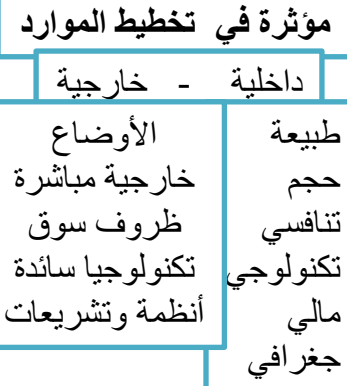 مؤثرة في تخطيط الموارد
داخلية - خارجية
طبيعة
حجم
تنافسي
تكنولوجي
مالي
جغرافي
الأوضاع
خارجية مباشرة
ظروف سوق
تكنولوجيا سائدة
أنظمة وتشريعات